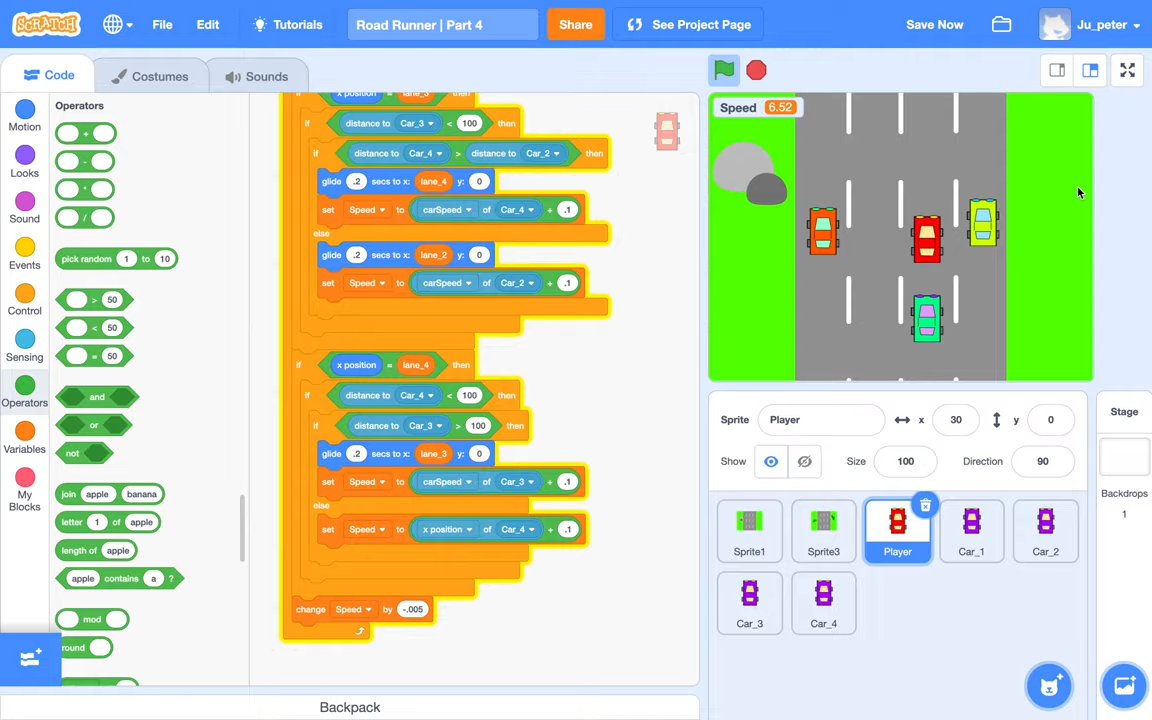 SCRATCH File Edit Tutorials Road Runner | Part 4 Share See Project Page Save Now Ju_peter
Code Costumes Sounds
Motion
Looks
Sound
Events
Control
Sensing
Operators
Variables
My
Blocks
Operators
+
-
*
/
pick random 1 to 10
> 50
< 50
= 50
and
or
not
join apple banana
letter 1 of apple
length of apple
apple contains a ?
mod
round
if x position = lane_3 then
if distance to Car_3 < 100 then
if distance to Car_4 > distance to Car_2 then
glide .2 secs to x: lane_4 y: 0
set Speed to carSpeed of Car_4 + .1
else
glide .2 secs to x: lane_2 y: 0
set Speed to carSpeed of Car_2 + .1
if x position = lane_4 then
if distance to Car_4 < 100 then
if distance to Car_3 > 100 then
glide .2 secs to x: lane_3 y: 0
set Speed to carSpeed of Car_3 + .1
else
set Speed to x position of Car_4 + .1
change Speed by -.005
Backpack
Speed 6.52
Sprite Player x 30 y 0
Show Size 100 Direction 90
Sprite1 Sprite3 Player Car_1 Car_2
Car_3 Car_4
Stage
Backdrops
1